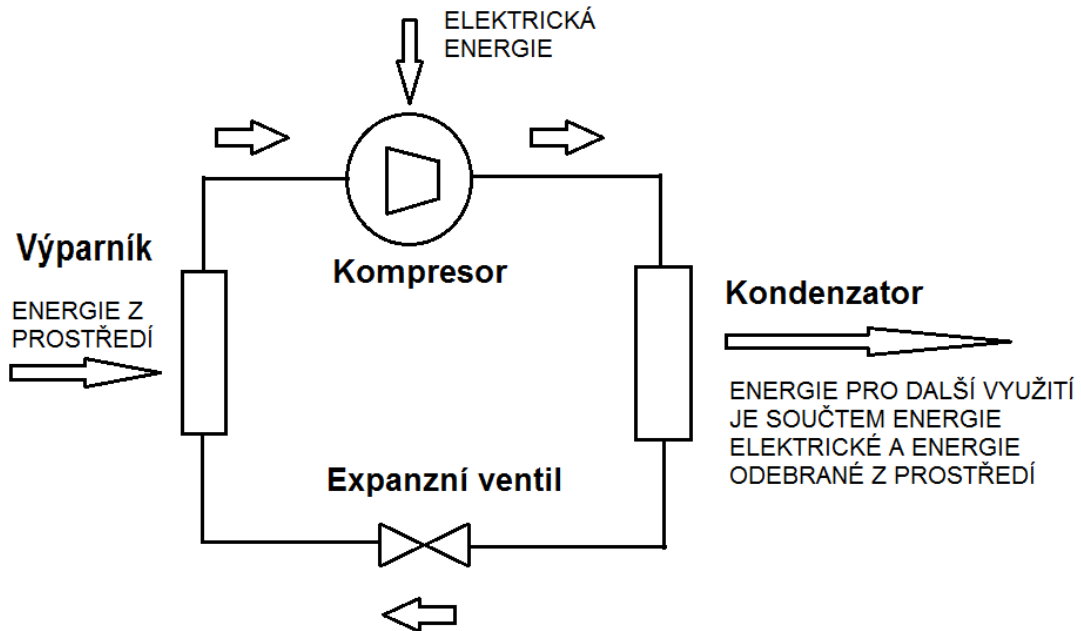 ELEKTRICKÁ
ENERGIE
Výparník
Kompresor
ENERGIE Z
PROSTŘEDÍ
Kondenzator
ENERGIE PRO DALŠÍ VYUŽITÍ
JE SOUČTEM ENERGIE
ELEKTRICKÉ A ENERGIE
ODEBRANÉ Z PROSTŘEDÍ
Expanzní ventil